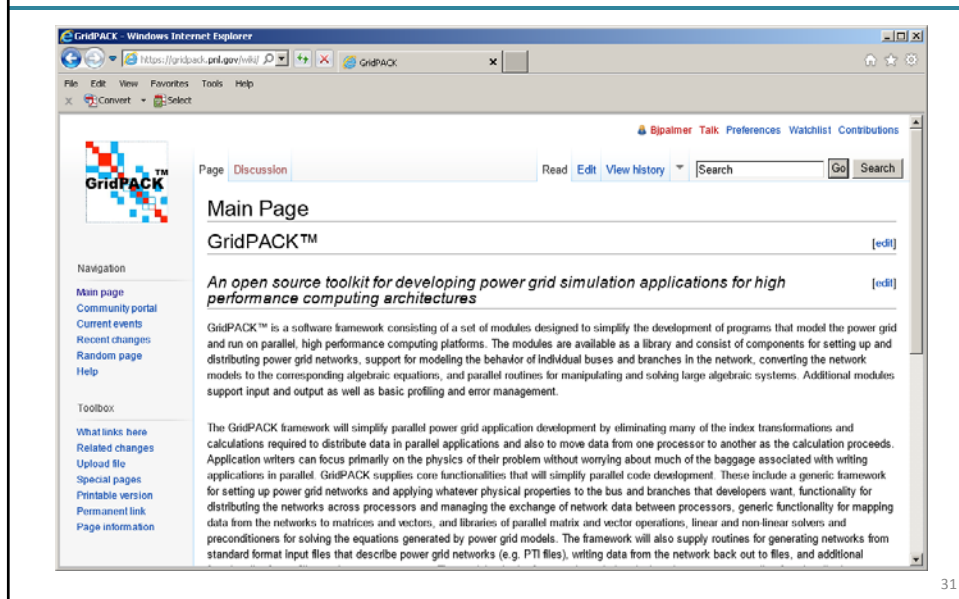 GridPACK - Windows Internet Explorer
https://gridpack.pnl.gov/wiki/
GridPACK
File Edit View Favorites Tools Help
x Convert Select
Bjpalmer Talk Preferences Watchlist Contributions
GridPACK™
Page Discussion
Read Edit View history Search Go Search
Main Page
GridPACK™ [edit]
An open source toolkit for developing power grid simulation applications for high [edit]
performance computing architectures
GridPACK™ is a software framework consisting of a set of modules designed to simplify the development of programs that model the power grid
and run on parallel, high performance computing platforms. The modules are available as a library and consist of components for setting up and
distributing power grid networks, support for modeling the behavior of individual buses and branches in the network, converting the network
models to the corresponding algebraic equations, and parallel routines for manipulating and solving large algebraic systems. Additional modules
support input and output as well as basic profiling and error management.
The GridPACK framework will simplify parallel power grid application development by eliminating many of the index transformations and
calculations required to distribute data in parallel applications and also to move data from one processor to another as the calculation proceeds.
Application writers can focus primarily on the physics of their problem without worrying about much of the baggage associated with writing
applications in parallel. GridPACK supplies core functionalities that will simplify parallel code development. These include a generic framework
for setting up power grid networks and applying whatever physical properties to the bus and branches that developers want, functionality for
distributing the networks across processors and managing the exchange of network data between processors, generic functionality for mapping
data from the networks to matrices and vectors, and libraries of parallel matrix and vector operations, linear and non-linear solvers and
preconditioners for solving the equations generated by power grid models. The framework will also supply routines for generating networks from
standard format input files that describe power grid networks (e.g. PTI files), writing data from the network back out to files, and additional
Navigation
Main page
Community portal
Current events
Recent changes
Random page
Help
Toolbox
What links here
Related changes
Upload file
Special pages
Printable version
Permanent link
Page information
31